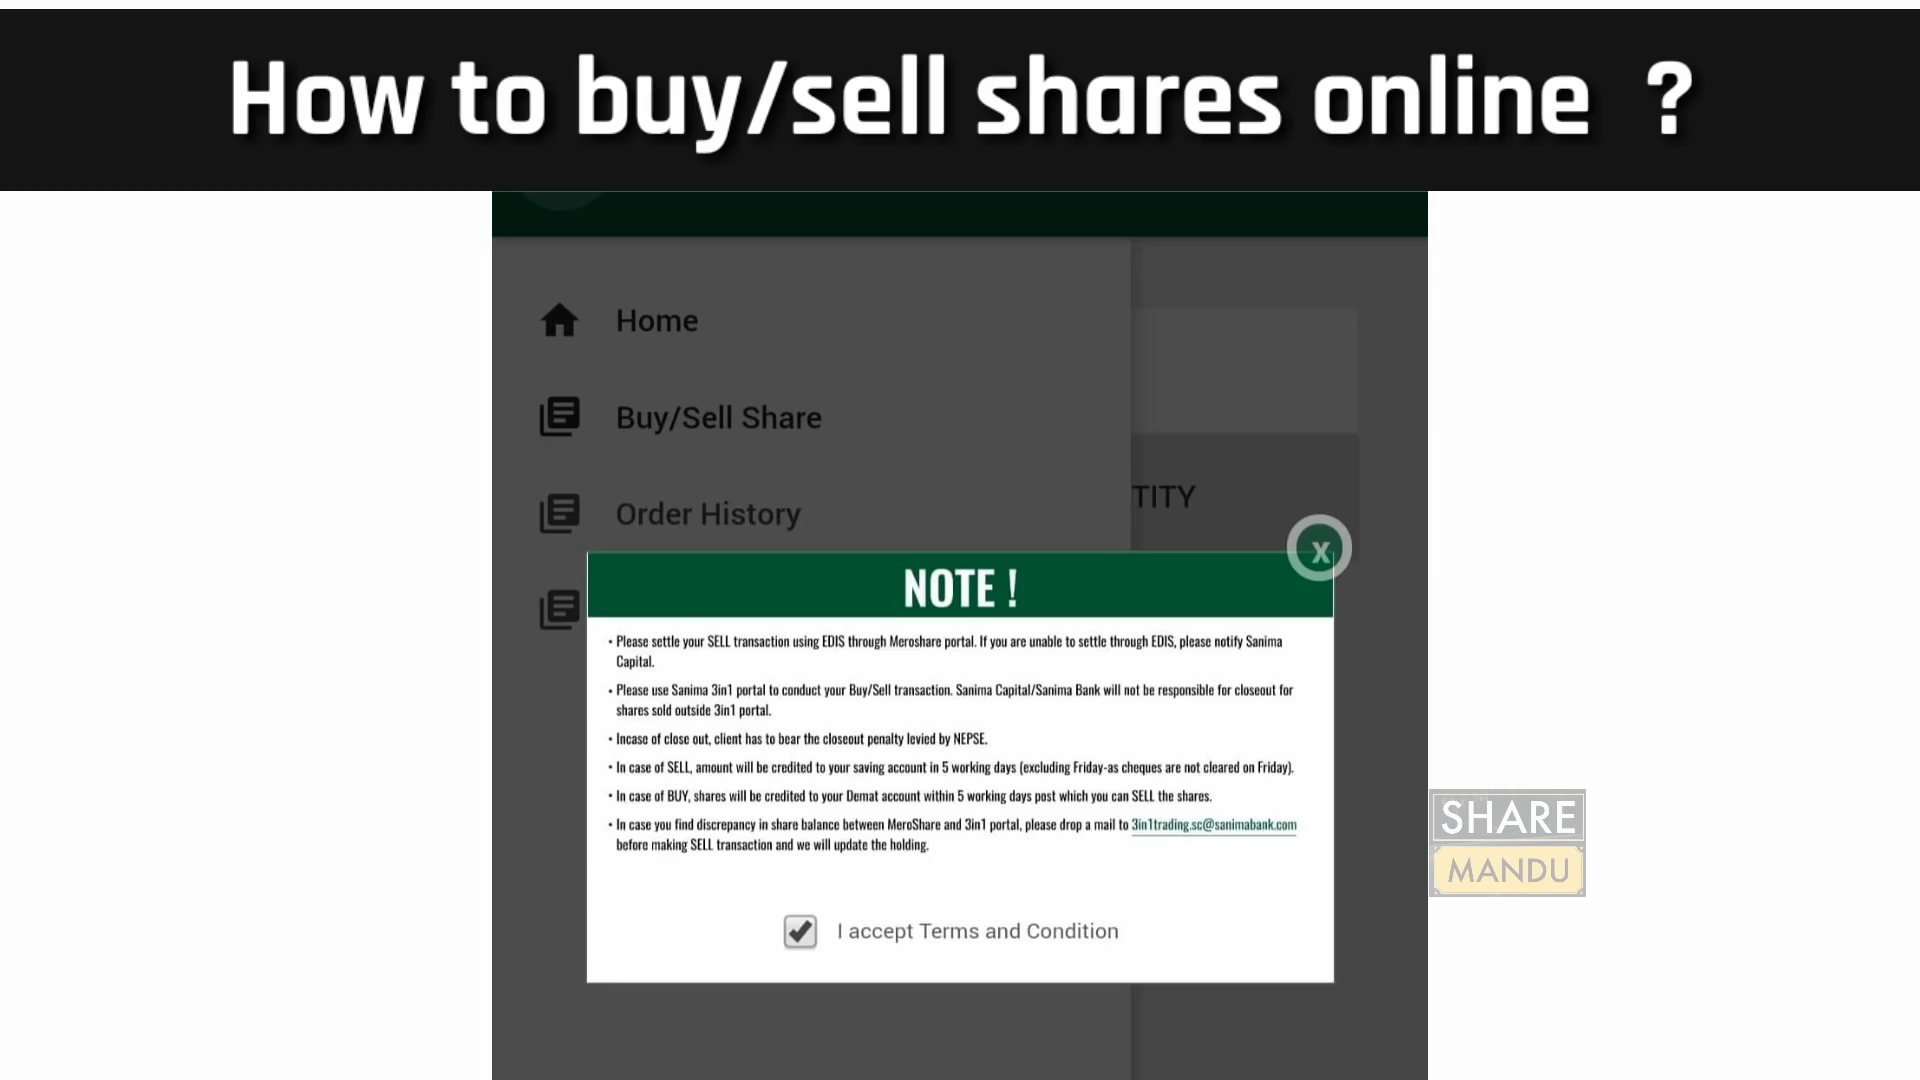 How to buy/sell shares online ?
Home
Buy/Sell Share
Order History
TITY
x
NOTE !
• Please settle your SELL transaction using EDIS through Meroshare portal. If you are unable to settle through EDIS, please notify Sanima
Capital.
• Please use Sanima 3in1 portal to conduct your Buy/Sell transaction. Sanima Capital/Sanima Bank will not be responsible for closeout for
shares sold outside 3in1 portal.
• Incase of close out, client has to bear the closeout penalty levied by NEPSE.
• In case of SELL, amount will be credited to your saving account in 5 working days (excluding Friday-as cheques are not cleared on Friday).
• In case of BUY, shares will be credited to your Demat account within 5 working days post which you can SELL the shares.
• In case you find discrepancy in share balance between MeroShare and 3in1 portal, please drop a mail to 3in1trading.sc@sanimabank.com
before making SELL transaction and we will update the holding.
I accept Terms and Condition
SHARE
MANDU